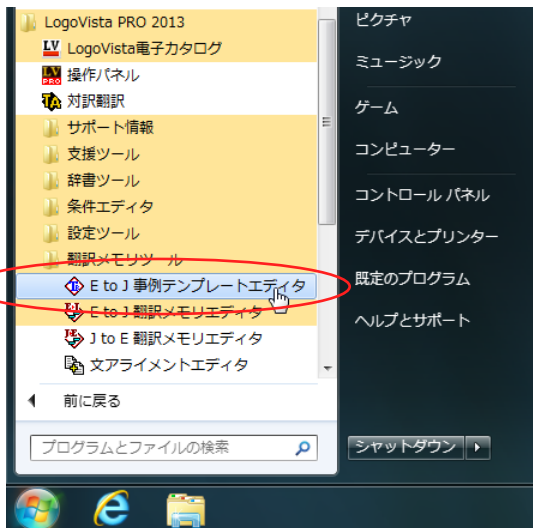 LogoVista PRO 2013
LV LogoVista電子カタログ
LV PRO 操作パネル
TA 対訳翻訳
サポート情報
支援ツール
辞書ツール
条件エディタ
設定ツール
翻訳メモリツール
E to J 事例テンプレートエディタ
E to J 翻訳メモリエディタ
J to E 翻訳メモリエディタ
文アライメントエディタ
前に戻る
プログラムとファイルの検索
ピクチャ
ミュージック
ゲーム
コンピューター
コントロール パネル
デバイスとプリンター
既定のプログラム
ヘルプとサポート
シャットダウン